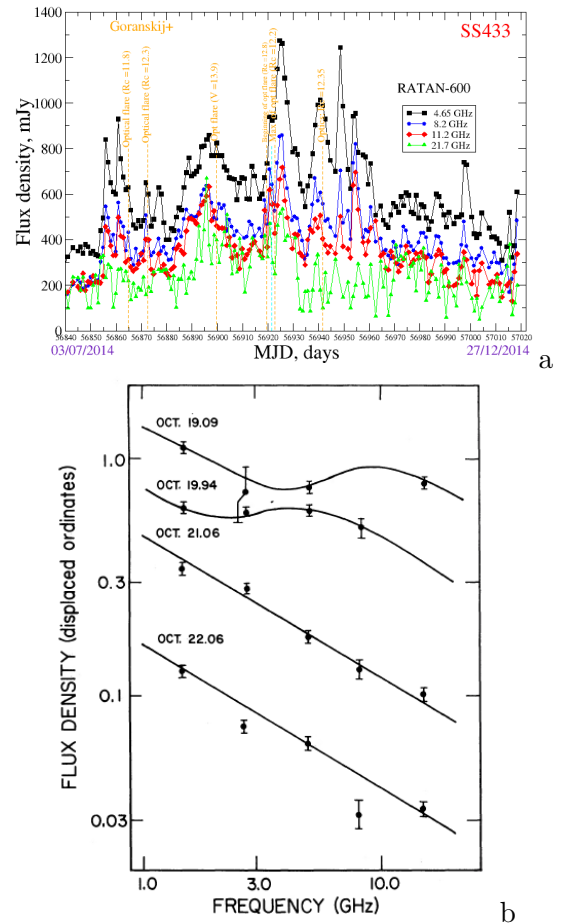 Goranskij+
SS433
Flux density, mJy
1400
1200
1000
800
600
400
200
0
Optical flare (Rc =11.8)
Optical flare (Rc =12.3)
Opt flare (V =13.9)
Opt =12.35
RATAN-600
4.65 GHz
8.2 GHz
11.2 GHz
21.7 GHz
56840 56850 56860 56870 56880 56890 56900 56910 56920 56930 56940 56950 56960 56970 56980 56990 57000 57010 57020
03/07/2014
MJD, days
27/12/2014
a
FLUX DENSITY (displaced ordinates)
OCT. 19.09
1.0
OCT. 19.94
OCT. 21.06
0.3
OCT. 22.06
0.1
0.03
1.0 3.0 10.0
FREQUENCY (GHz)
b